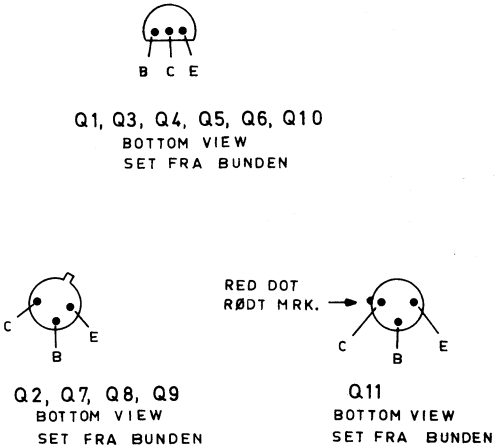 B C E
Q1, Q3, Q4, Q5, Q6, Q10
BOTTOM VIEW
SET FRA BUNDEN
C
B
E
Q2, Q7, Q8, Q9
BOTTOM VIEW
SET FRA BUNDEN
RED DOT
RØDT MRK.
C
B
E
Q11
BOTTOM VIEW
SET FRA BUNDEN